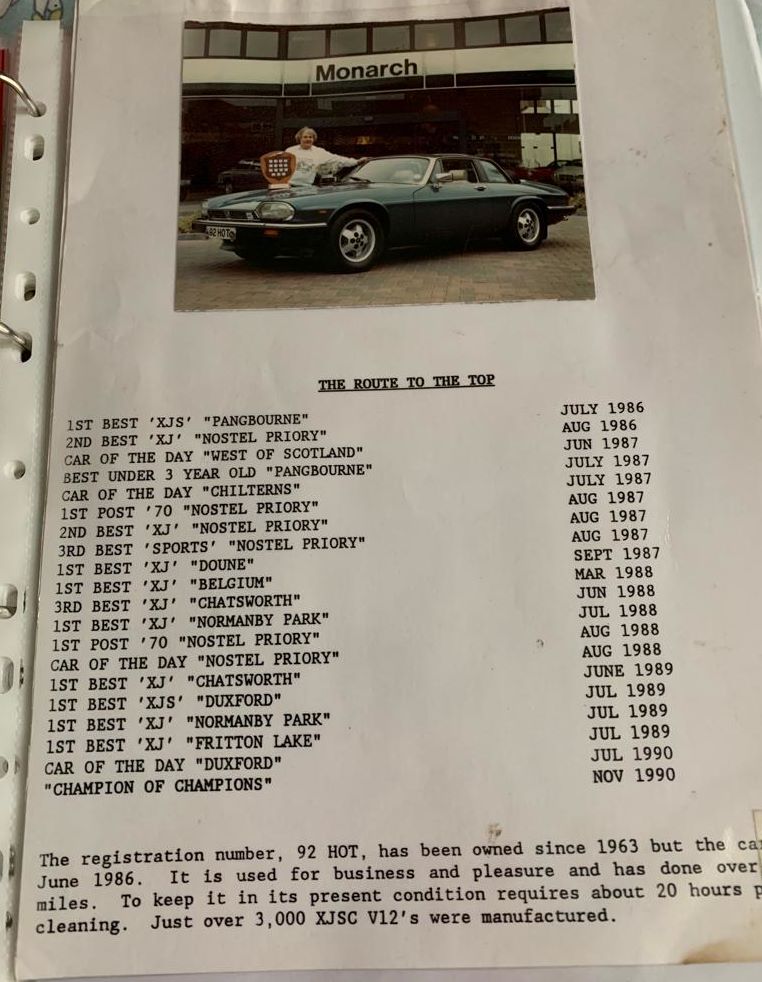 Monarch
92 HOT
THE ROUTE TO THE TOP
1ST BEST 'XJS' "PANGBOURNE" JULY 1986
2ND BEST 'XJ' "NOSTEL PRIORY" AUG 1986
CAR OF THE DAY "WEST OF SCOTLAND" JUN 1987
BEST UNDER 3 YEAR OLD "PANGBOURNE" JULY 1987
CAR OF THE DAY "CHILTERNS" JULY 1987
1ST POST '70 "NOSTEL PRIORY" AUG 1987
2ND BEST 'XJ' "NOSTEL PRIORY" AUG 1987
3RD BEST 'SPORTS' "NOSTEL PRIORY" AUG 1987
1ST BEST 'XJ' "DOUNE" SEPT 1987
1ST BEST 'XJ' "BELGIUM" MAR 1988
3RD BEST 'XJ' "CHATSWORTH" JUN 1988
1ST BEST 'XJ' "NORMANBY PARK" JUL 1988
1ST POST '70 "NOSTEL PRIORY" AUG 1988
CAR OF THE DAY "NOSTEL PRIORY" AUG 1988
1ST BEST 'XJ' "CHATSWORTH" JUNE 1989
1ST BEST 'XJS' "DUXFORD" JUL 1989
1ST BEST 'XJ' "NORMANBY PARK" JUL 1989
1ST BEST 'XJ' "FRITTON LAKE" JUL 1989
CAR OF THE DAY "DUXFORD" JUL 1990
"CHAMPION OF CHAMPIONS" NOV 1990
The registration number, 92 HOT, has been owned since 1963 but the
June 1986. It is used for business and pleasure and has done over
miles. To keep it in its present condition requires about 20 hours
cleaning. Just over 3,000 XJSC V12's were manufactured.